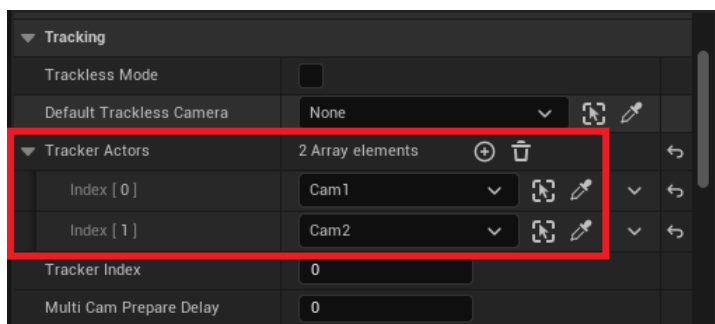 Tracking
Trackless Mode
Default Trackless Camera None
Tracker Actors 2 Array elements
Index [ 0 ] Cam1
Index [ 1 ] Cam2
Tracker Index 0
Multi Cam Prepare Delay 0